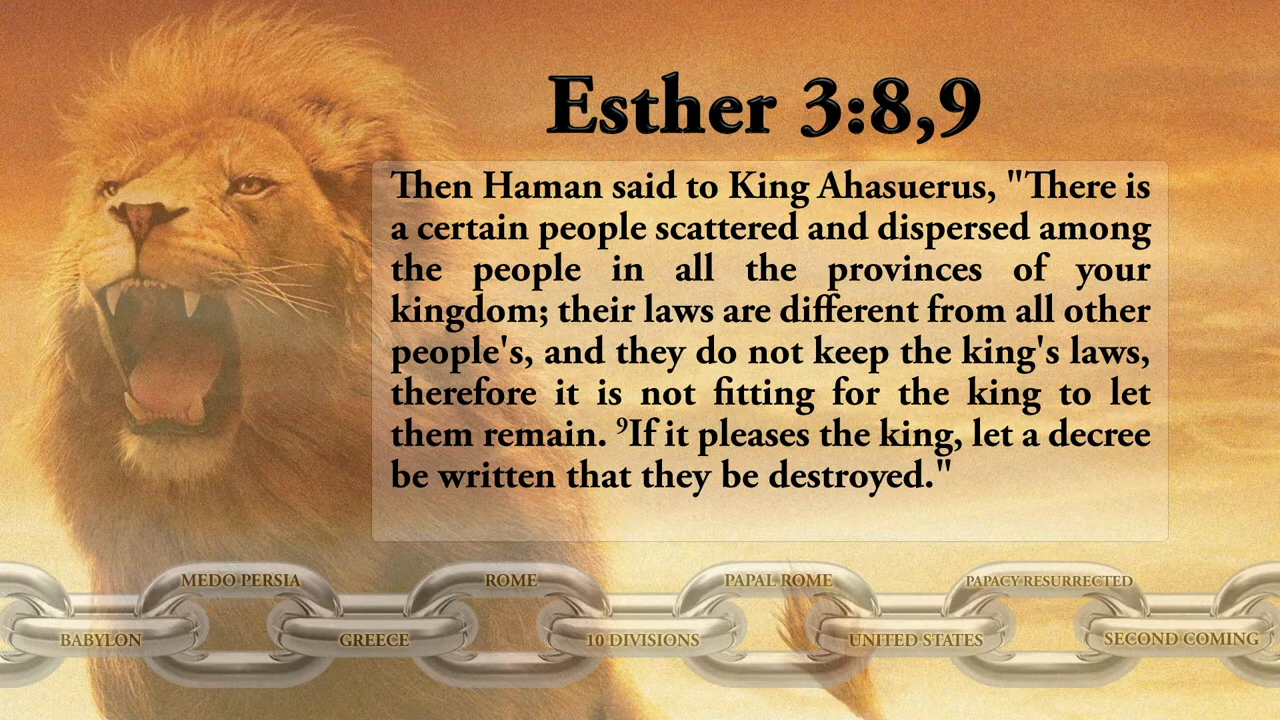 Esther 3:8,9
Then Haman said to King Ahasuerus, "There is
a certain people scattered and dispersed among
the people in all the provinces of your
kingdom; their laws are different from all other
people's, and they do not keep the king's laws,
therefore it is not fitting for the king to let
them remain. ⁹If it pleases the king, let a decree
be written that they be destroyed."
MEDO PERSIA ROME PAPAL ROME PAPACY RESURRECTED
BABYLON GREECE 10 DIVISIONS UNITED STATES SECOND COMING